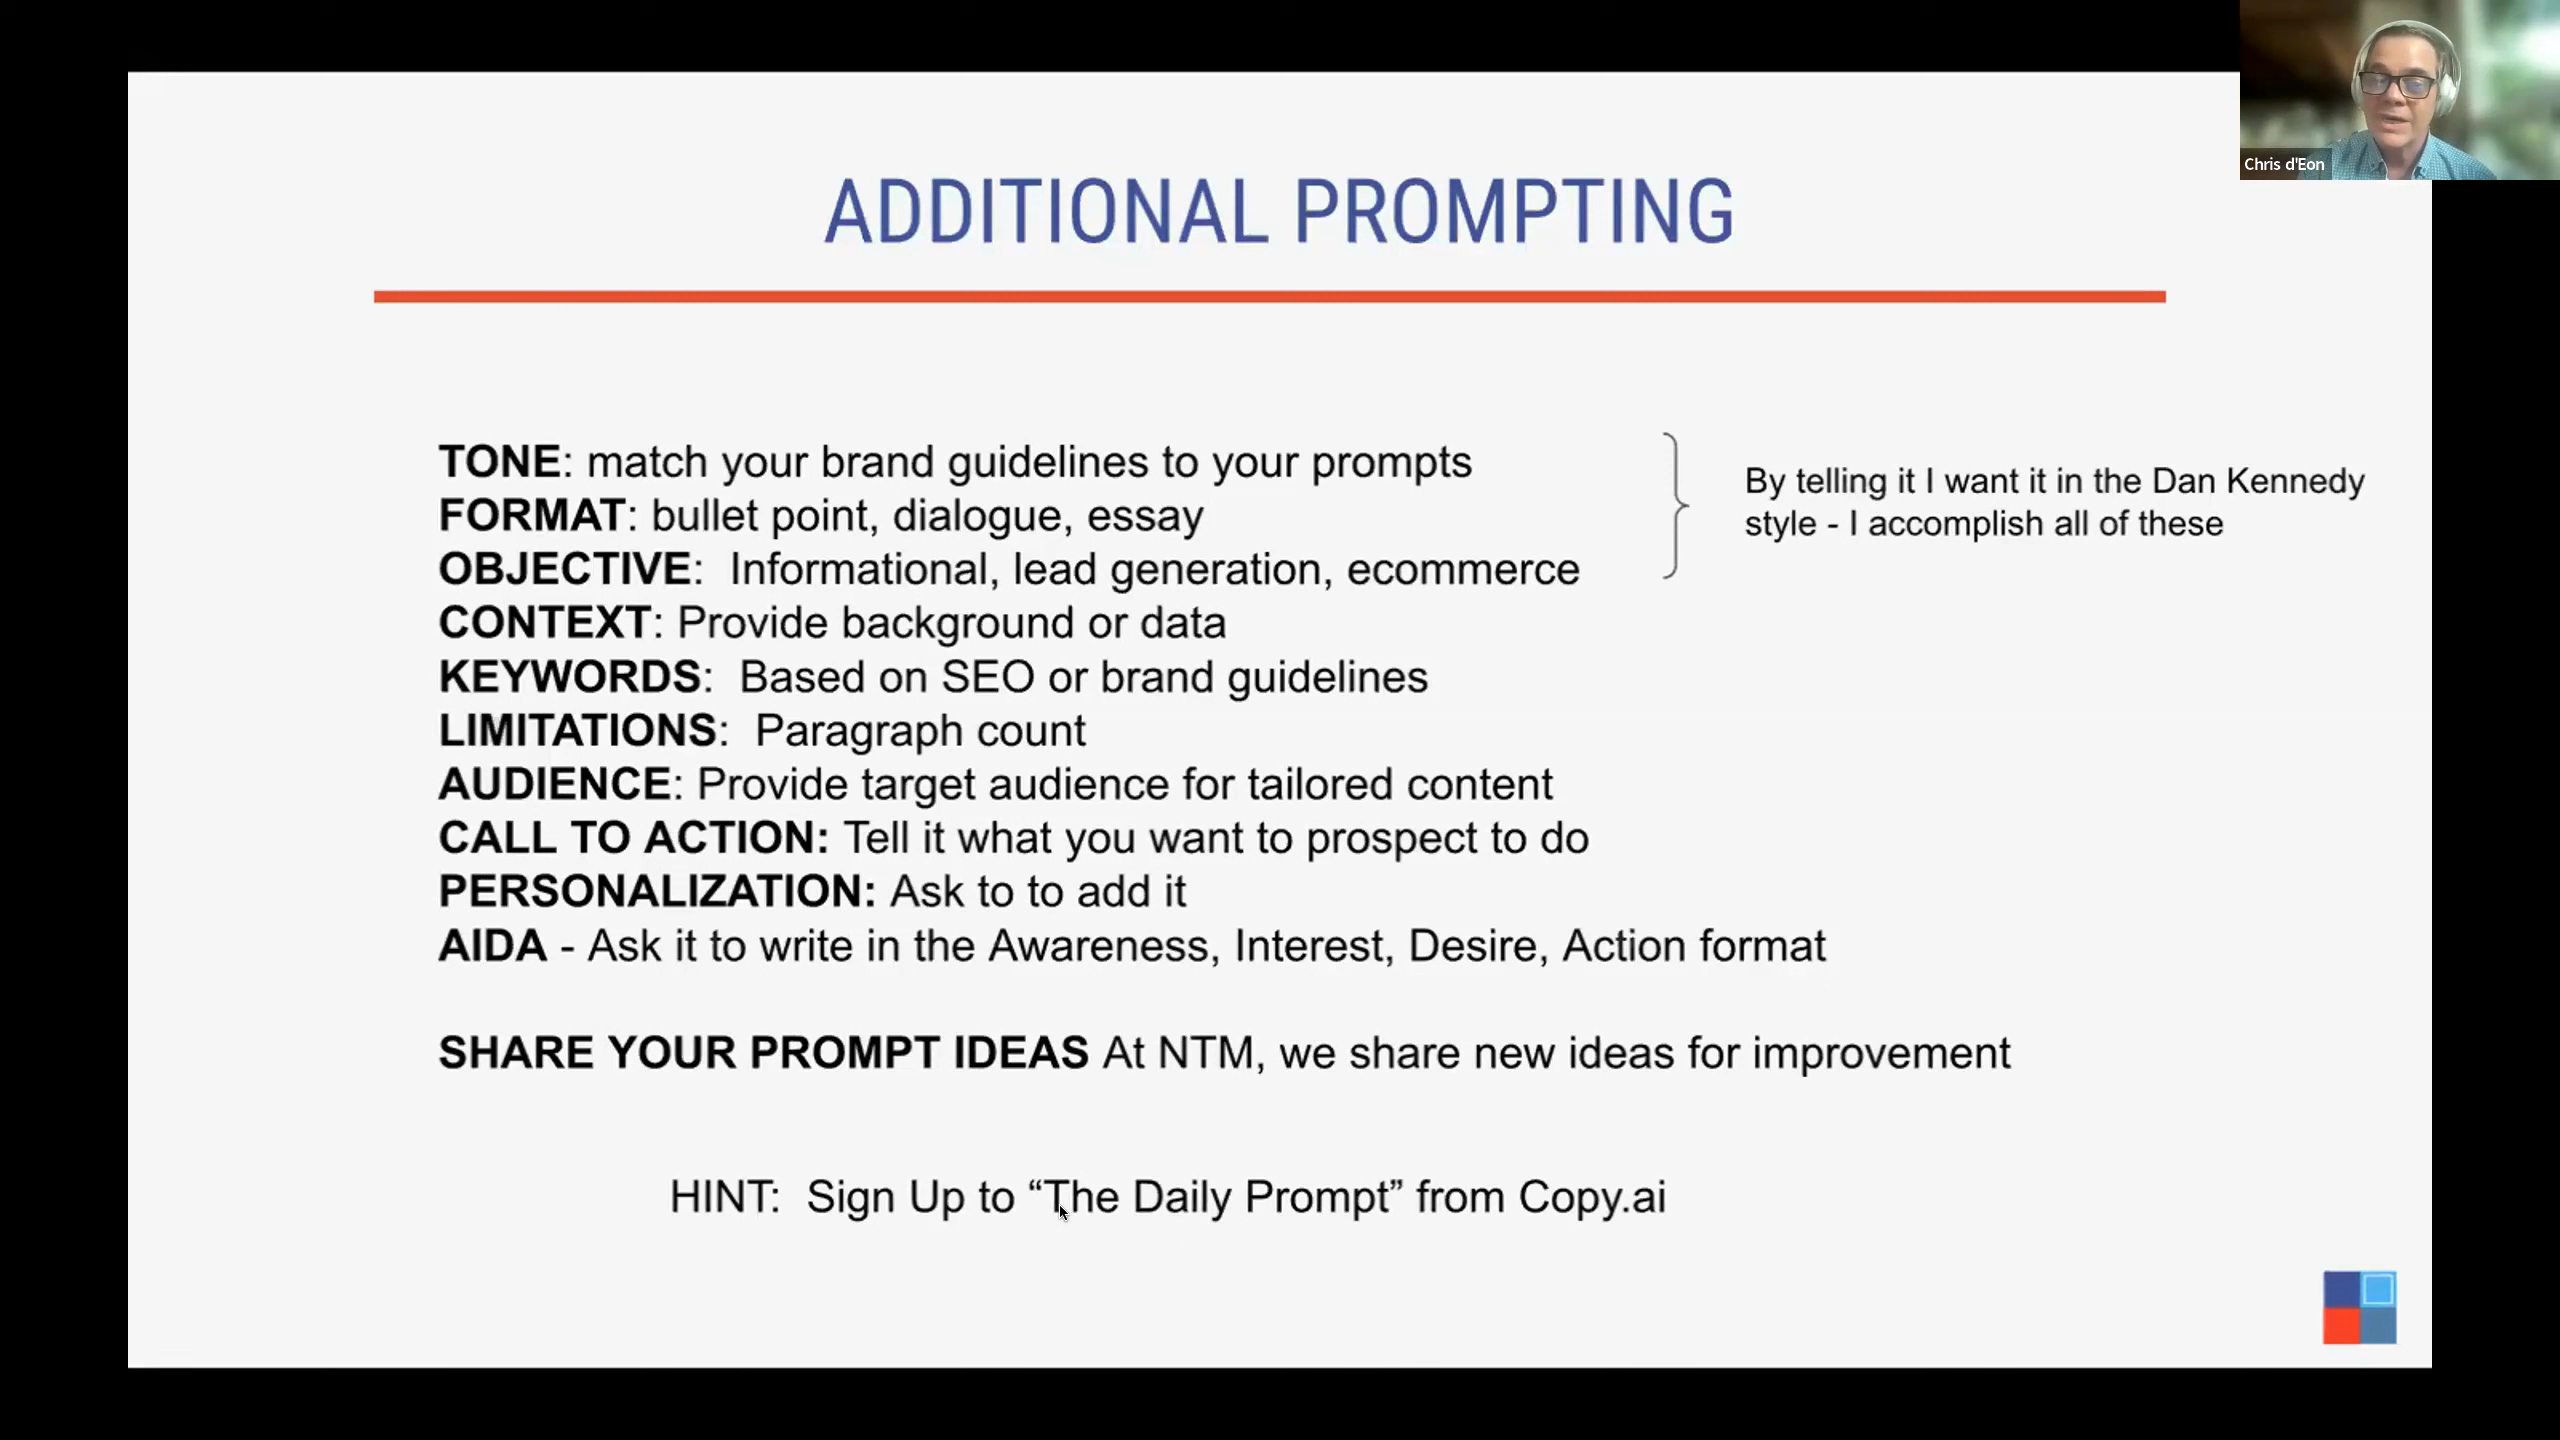 Chris d'Eon
ADDITIONAL PROMPTING
TONE: match your brand guidelines to your prompts
FORMAT: bullet point, dialogue, essay
OBJECTIVE:  Informational, lead generation, ecommerce
By telling it I want it in the Dan Kennedy
style - I accomplish all of these
CONTEXT: Provide background or data
KEYWORDS:  Based on SEO or brand guidelines
LIMITATIONS:  Paragraph count
AUDIENCE: Provide target audience for tailored content
CALL TO ACTION: Tell it what you want to prospect to do
PERSONALIZATION: Ask to to add it
AIDA - Ask it to write in the Awareness, Interest, Desire, Action format
SHARE YOUR PROMPT IDEAS At NTM, we share new ideas for improvement
HINT:  Sign Up to “The Daily Prompt” from Copy.ai